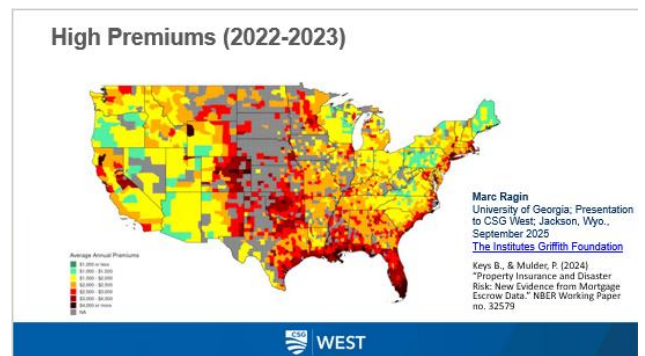 High Premiums (2022-2023)
Marc Ragin
University of Georgia; Presentation
to CSG West; Jackson, Wyo.,
September 2025
The Institutes Griffith Foundation
Keys B., & Mulder, P. (2024)
"Property Insurance and Disaster
Risk: New Evidence from Mortgage
Escrow Data." NBER Working Paper
no. 32579
Average Annual Premiums
$1,000 or less
$1,000 - $1,500
$1,500 - $2,000
$2,000 - $2,500
$2,500 - $3,000
$3,000 - $4,000
$4,000 or more
NA
CSG
WEST